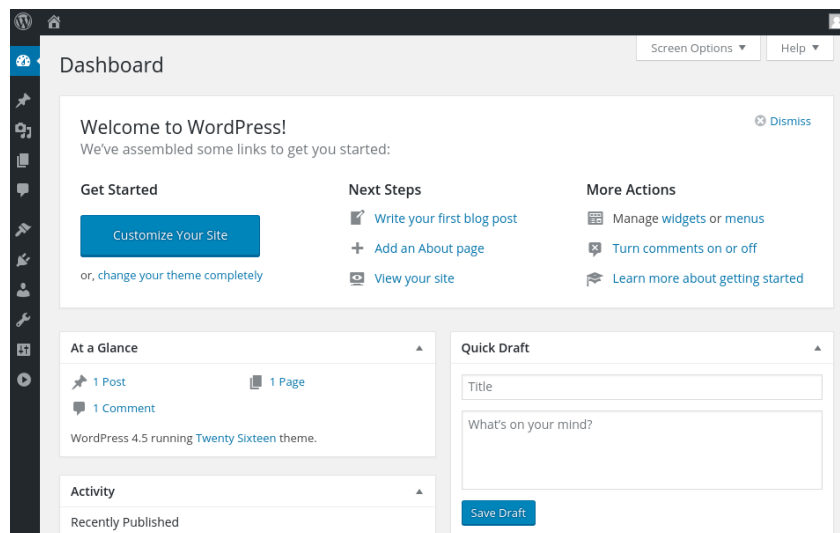 Screen Options ▼ Help ▼
Dashboard
Welcome to WordPress!
Dismiss
We've assembled some links to get you started:
Get Started
Customize Your Site
or, change your theme completely
Next Steps
Write your first blog post
Add an About page
View your site
More Actions
Manage widgets or menus
Turn comments on or off
Learn more about getting started
At a Glance
1 Post
1 Page
1 Comment
WordPress 4.5 running Twenty Sixteen theme.
Activity
Recently Published
Quick Draft
Title
What's on your mind?
Save Draft